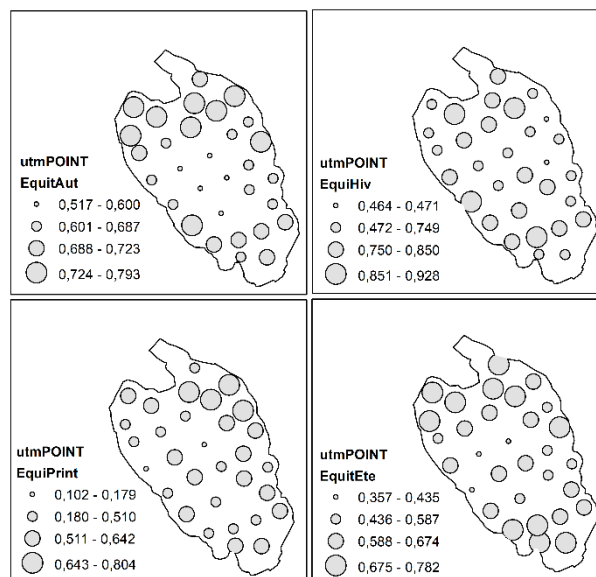 utmPOINT
EquitAut
0,517 - 0,600
0,601 - 0,687
0,688 - 0,723
0,724 - 0,793
utmPOINT
EquiHiv
0,464 - 0,471
0,472 - 0,749
0,750 - 0,850
0,851 - 0,928
utmPOINT
EquiPrint
0,102 - 0,179
0,180 - 0,510
0,511 - 0,642
0,643 - 0,804
utmPOINT
EquitEte
0,357 - 0,435
0,436 - 0,587
0,588 - 0,674
0,675 - 0,782